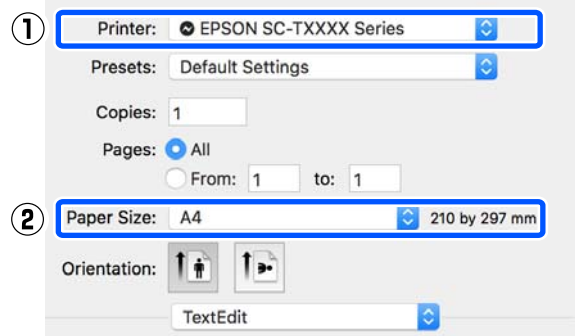 ① Printer: EPSON SC-TXXXX Series
Presets: Default Settings
Copies: 1
Pages: All
From: 1 to: 1
② Paper Size: A4 210 by 297 mm
Orientation:
TextEdit